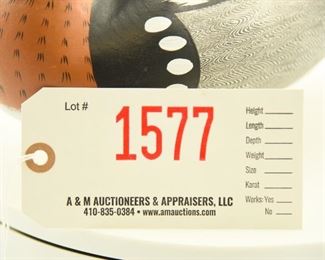 Lot #
1577
Height
Length
Depth
Weight
Size
Karat
Works: Yes
No
A & M AUCTIONEERS & APPRAISERS, LLC
410-835-0384 • www.amauctions.com